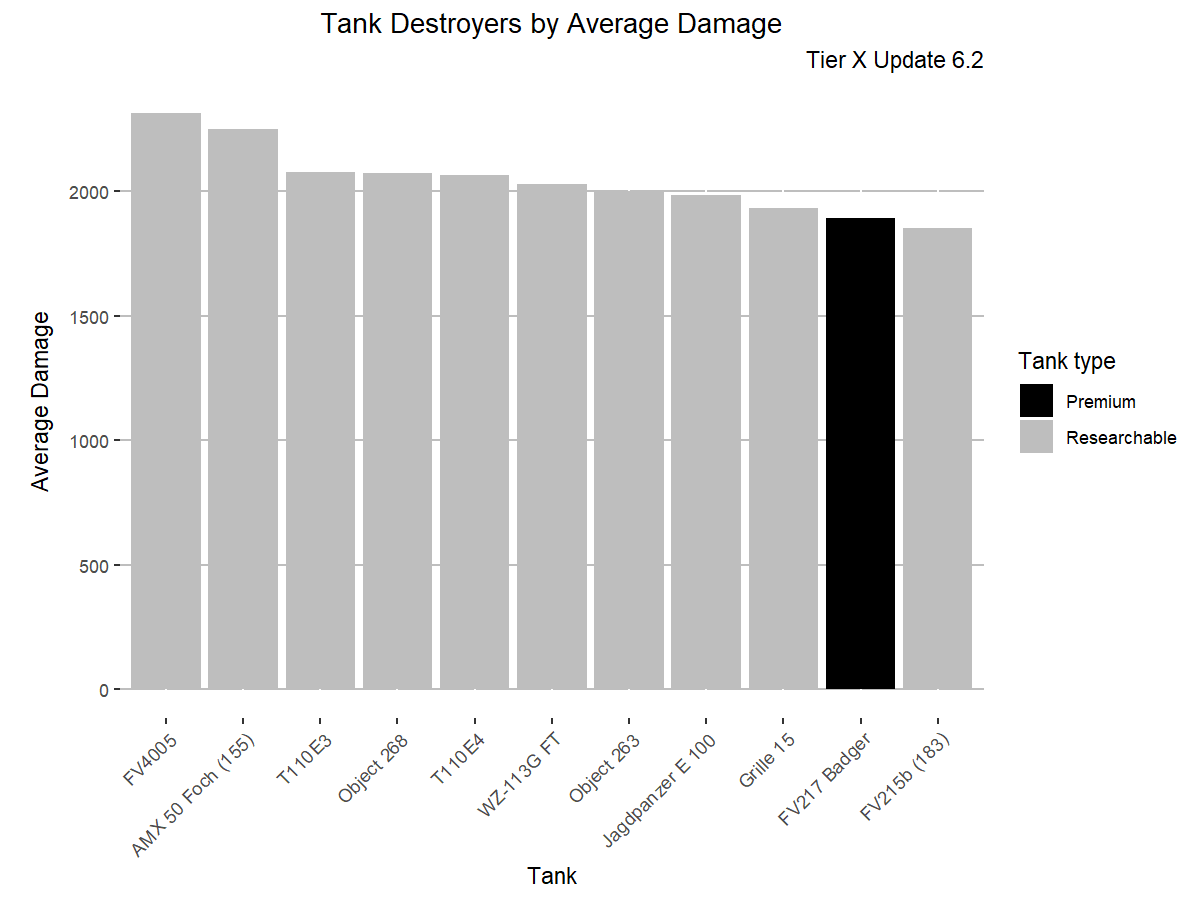 Tank Destroyers by Average Damage
Tier X Update 6.2
Average Damage
2000
1500
1000
500
0
FV4005
AMX 50 Foch (155)
T110E3
Object 268
T110E4
WZ-113G FT
Object 263
Jagdpanzer E 100
Grille 15
FV217 Badger
FV215b (183)
Tank
Tank type
Premium
Researchable